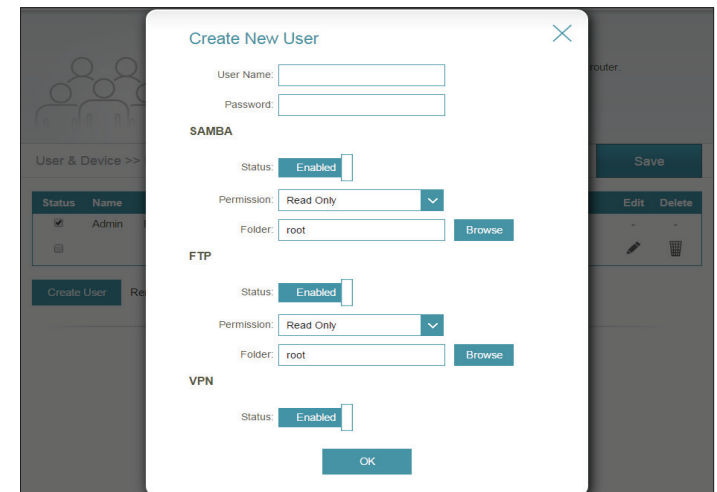 Create New User
User Name:
router.
Password:
SAMBA
User & Device >>
Status: Enabled
Save
Permission: Read Only
Status Name Edit Delete
Admin - -
Folder: root Browse
FTP
Create User
Status: Enabled
Permission: Read Only
Folder: root Browse
VPN
Status: Enabled
OK